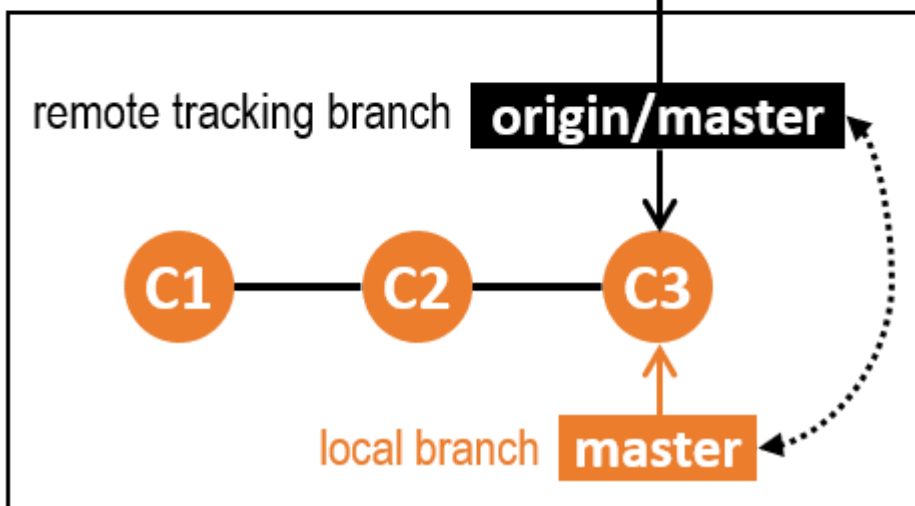 remote tracking branch origin/master
C1 C2 C3
local branch master